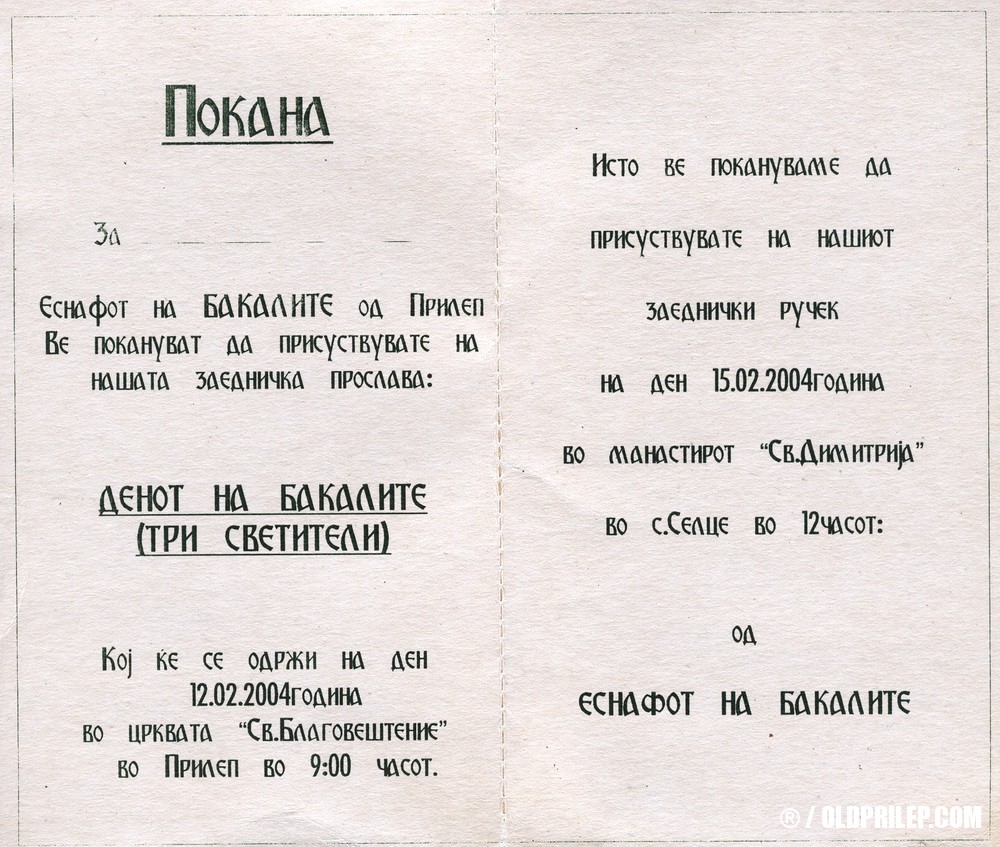 Покана
За
Еснафот на БАКАЛИТЕ од Прилеп
Ве покануват да присуствувате на
нашата заедничка прослава:
ДЕНОТ НА БАКАЛИТЕ
(ТРИ СВЕТИТЕЛИ)
Кој ќе се одржи на ден
12.02.2004година
во црквата “Св.Благовештение”
во Прилеп во 9:00 часот.
Исто ве покануваме да
присуствувате на нашиот
заеднички ручек
на ден 15.02.2004година
во манастирот “Св.Димитрија”
во с.Селце во 12часот:
од
ЕСНАФОТ НА БАКАЛИТЕ
® / OLDPRILEP.COM